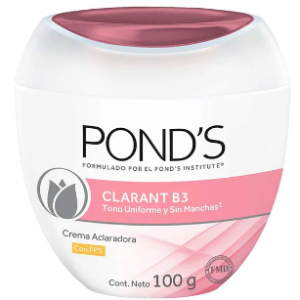 POND'S
FORMULADO POR EL POND'S INSTITUTE®
CLARANT B3
Tono Uniforme y Sin Manchas¹
Crema Aclaradora
Con FPS
Cont. Neto 100 g
FMD